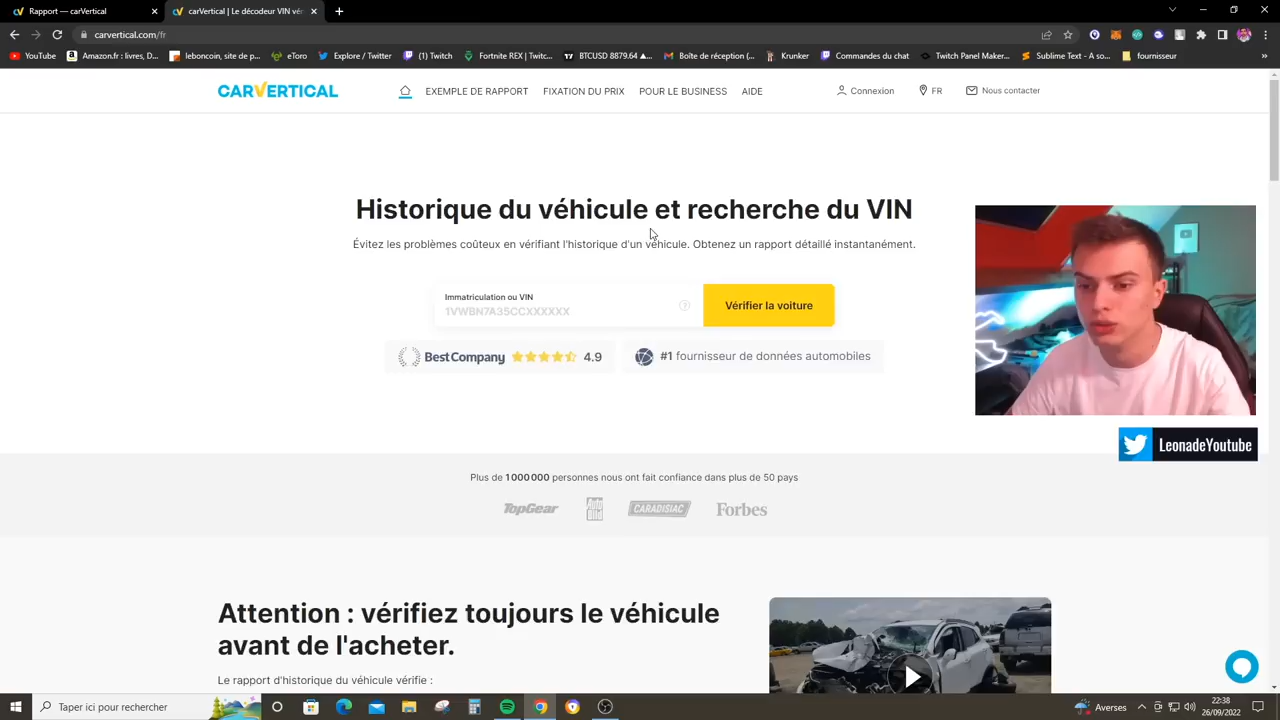 Rapport — carVertical
carVertical | Le décodeur VIN vé
carvertical.com/fr
YouTube
Amazon.fr : livres, D...
leboncoin, site de p...
eToro
Explore / Twitter
(1) Twitch
Fortnite REX | Twitc...
BTCUSD 8879.64 ▲...
Boîte de réception (...
Krunker
Commandes du chat
Twitch Panel Maker...
Sublime Text - A so...
fournisseur
CARVERTICAL
EXEMPLE DE RAPPORT
FIXATION DU PRIX
POUR LE BUSINESS
AIDE
Connexion
FR
Nous contacter
Historique du véhicule et recherche du VIN
Évitez les problèmes coûteux en vérifiant l'historique d'un véhicule. Obtenez un rapport détaillé instantanément.
Immatriculation ou VIN
1VWBN7A35CCXXXXXX
Vérifier la voiture
BestCompany 4.9
#1 fournisseur de données automobiles
LeonadeYoutube
Plus de 1 000 000 personnes nous ont fait confiance dans plus de 50 pays
TopGear
CARADISIAC
Forbes
Attention : vérifiez toujours le véhicule
avant de l'acheter.
Le rapport d'historique du véhicule vérifie :
Taper ici pour rechercher
Averses
22:38
26/09/2022